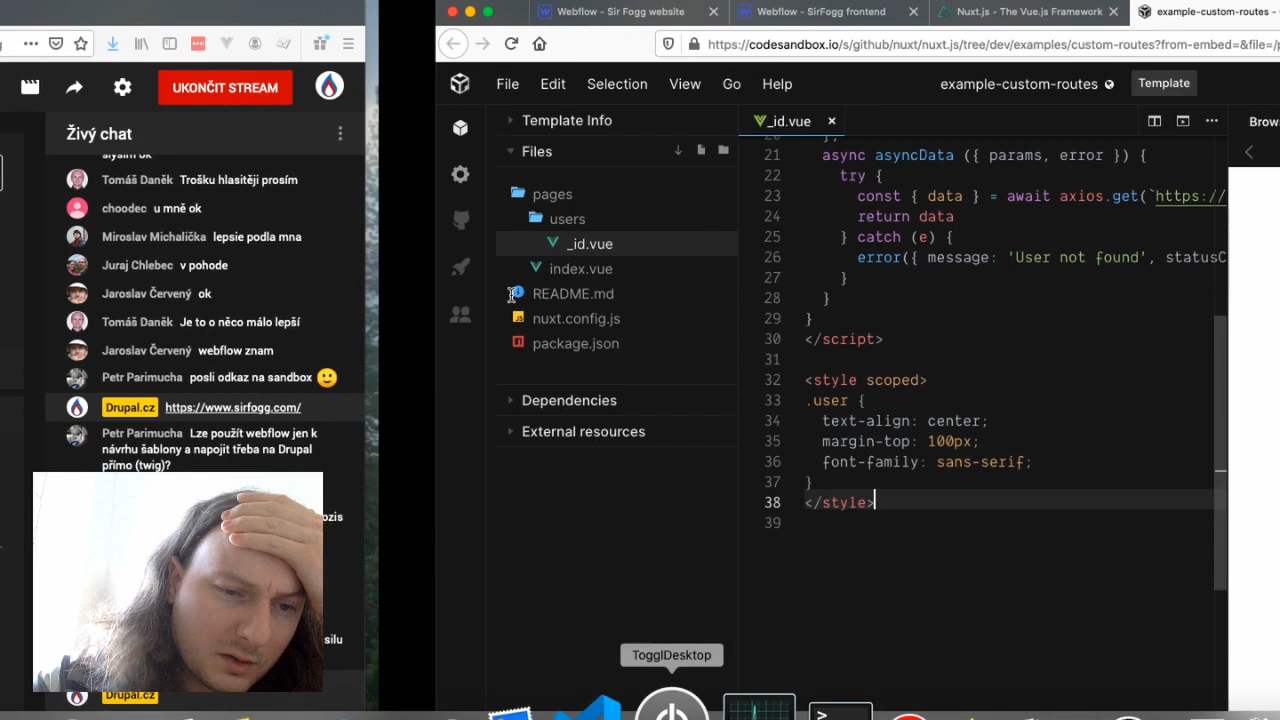 Webflow - Sir Fogg website
Webflow - SirFogg frontend
Nuxt.js - The Vue.js Framework
example-custom-routes -
https://codesandbox.io/s/github/nuxt/nuxt.js/tree/dev/examples/custom-routes?from-embed=&file=/p
UKONČIT STREAM
File Edit Selection View Go Help
example-custom-routes
Template
Živý chat
slyším ok
Tomáš Daněk Trošku hlasitěji prosím
choodec u mně ok
Miroslav Michalička lepsie podla mna
Juraj Chlebec v pohode
Jaroslav Červený ok
Tomáš Daněk Je to o něco málo lepší
Jaroslav Červený webflow znam
Petr Parimucha posli odkaz na sandbox
Drupal.cz https://www.sirfogg.com/
Petr Parimucha Lze použít webflow jen k
návrhu šablony a napojit třeba na Drupal
přímo (twig)?
ozis
silu
Drupal.cz
Template Info
Files
pages
users
_id.vue
index.vue
README.md
nuxt.config.js
package.json
Dependencies
External resources
_id.vue
Brow
20 },
21 async asyncData ({ params, error }) {
22 try {
23 const { data } = await axios.get(`https://
24 return data
25 } catch (e) {
26 error({ message: 'User not found', statusC
27 }
28 }
29 }
30 </script>
31
32 <style scoped>
33 .user {
34 text-align: center;
35 margin-top: 100px;
36 font-family: sans-serif;
37 }
38 </style>
39
TogglDesktop